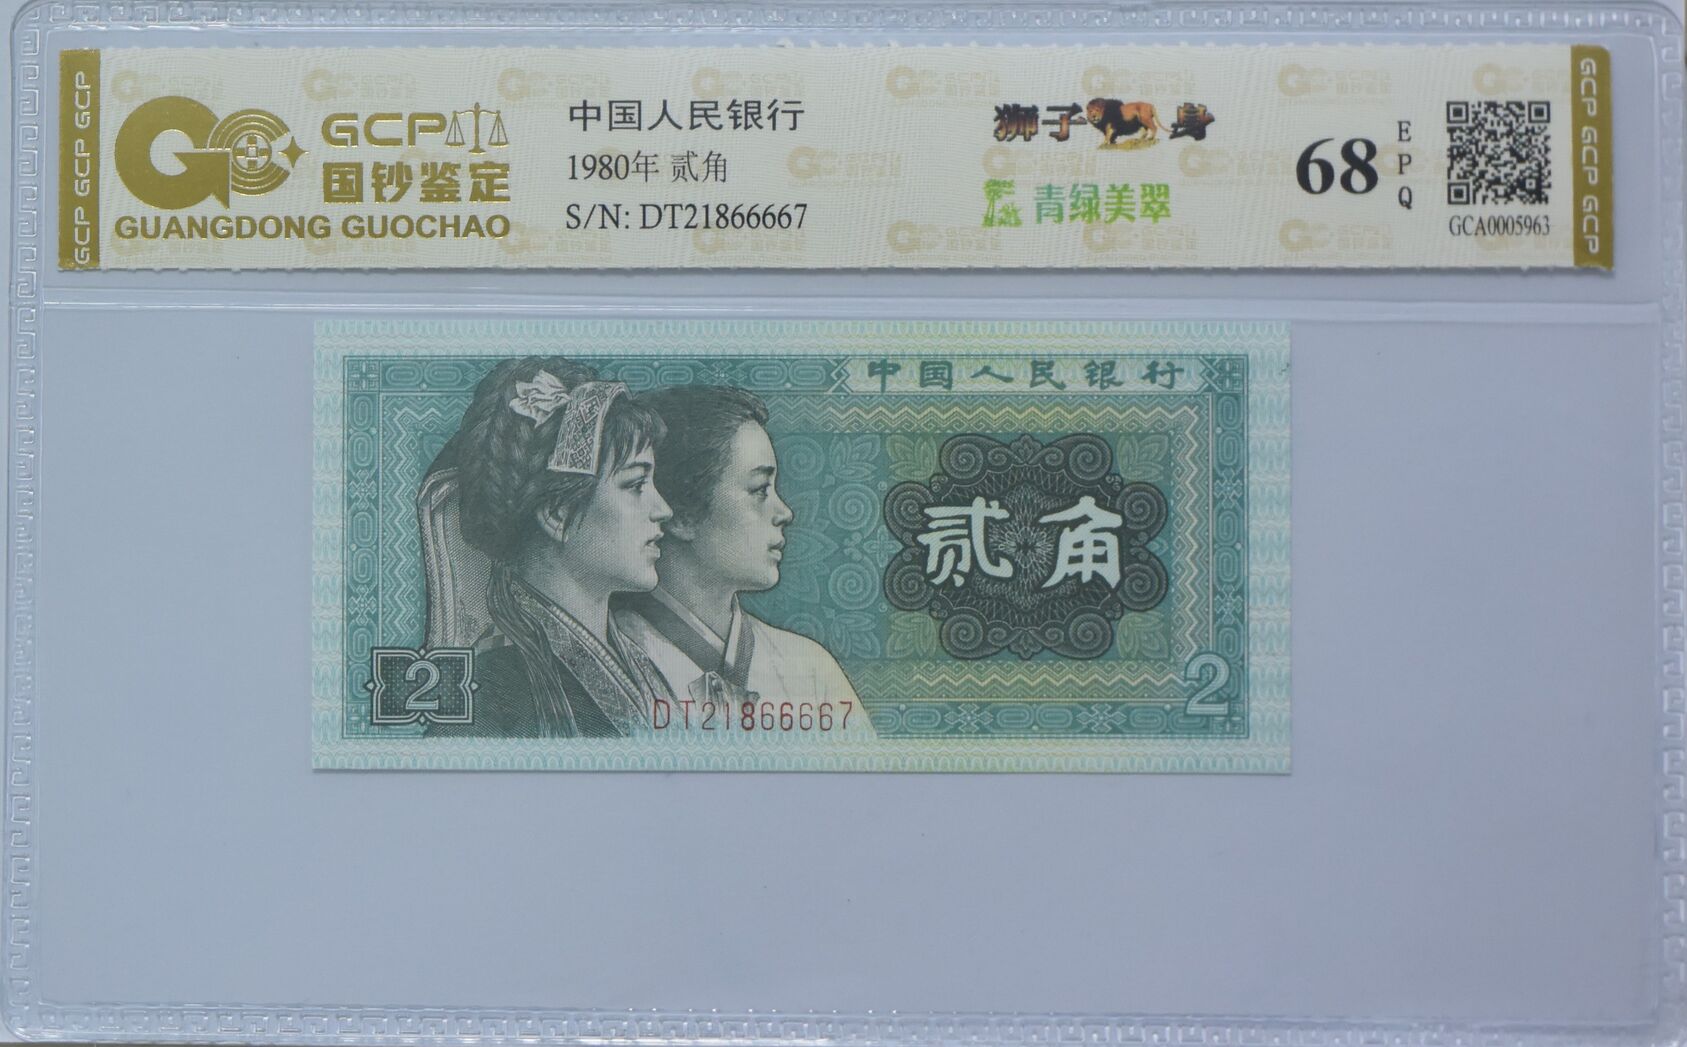 GCP GCP GCP
GCP
国钞鉴定
GUANGDONG GUOCHAO
中国人民银行
1980年 贰角
S/N: DT21866667
狮子身
青绿美翠
68
EPQ
GCA0005963
GCP GCP GCP
中国人民银行
贰角
2
DT21866667
2